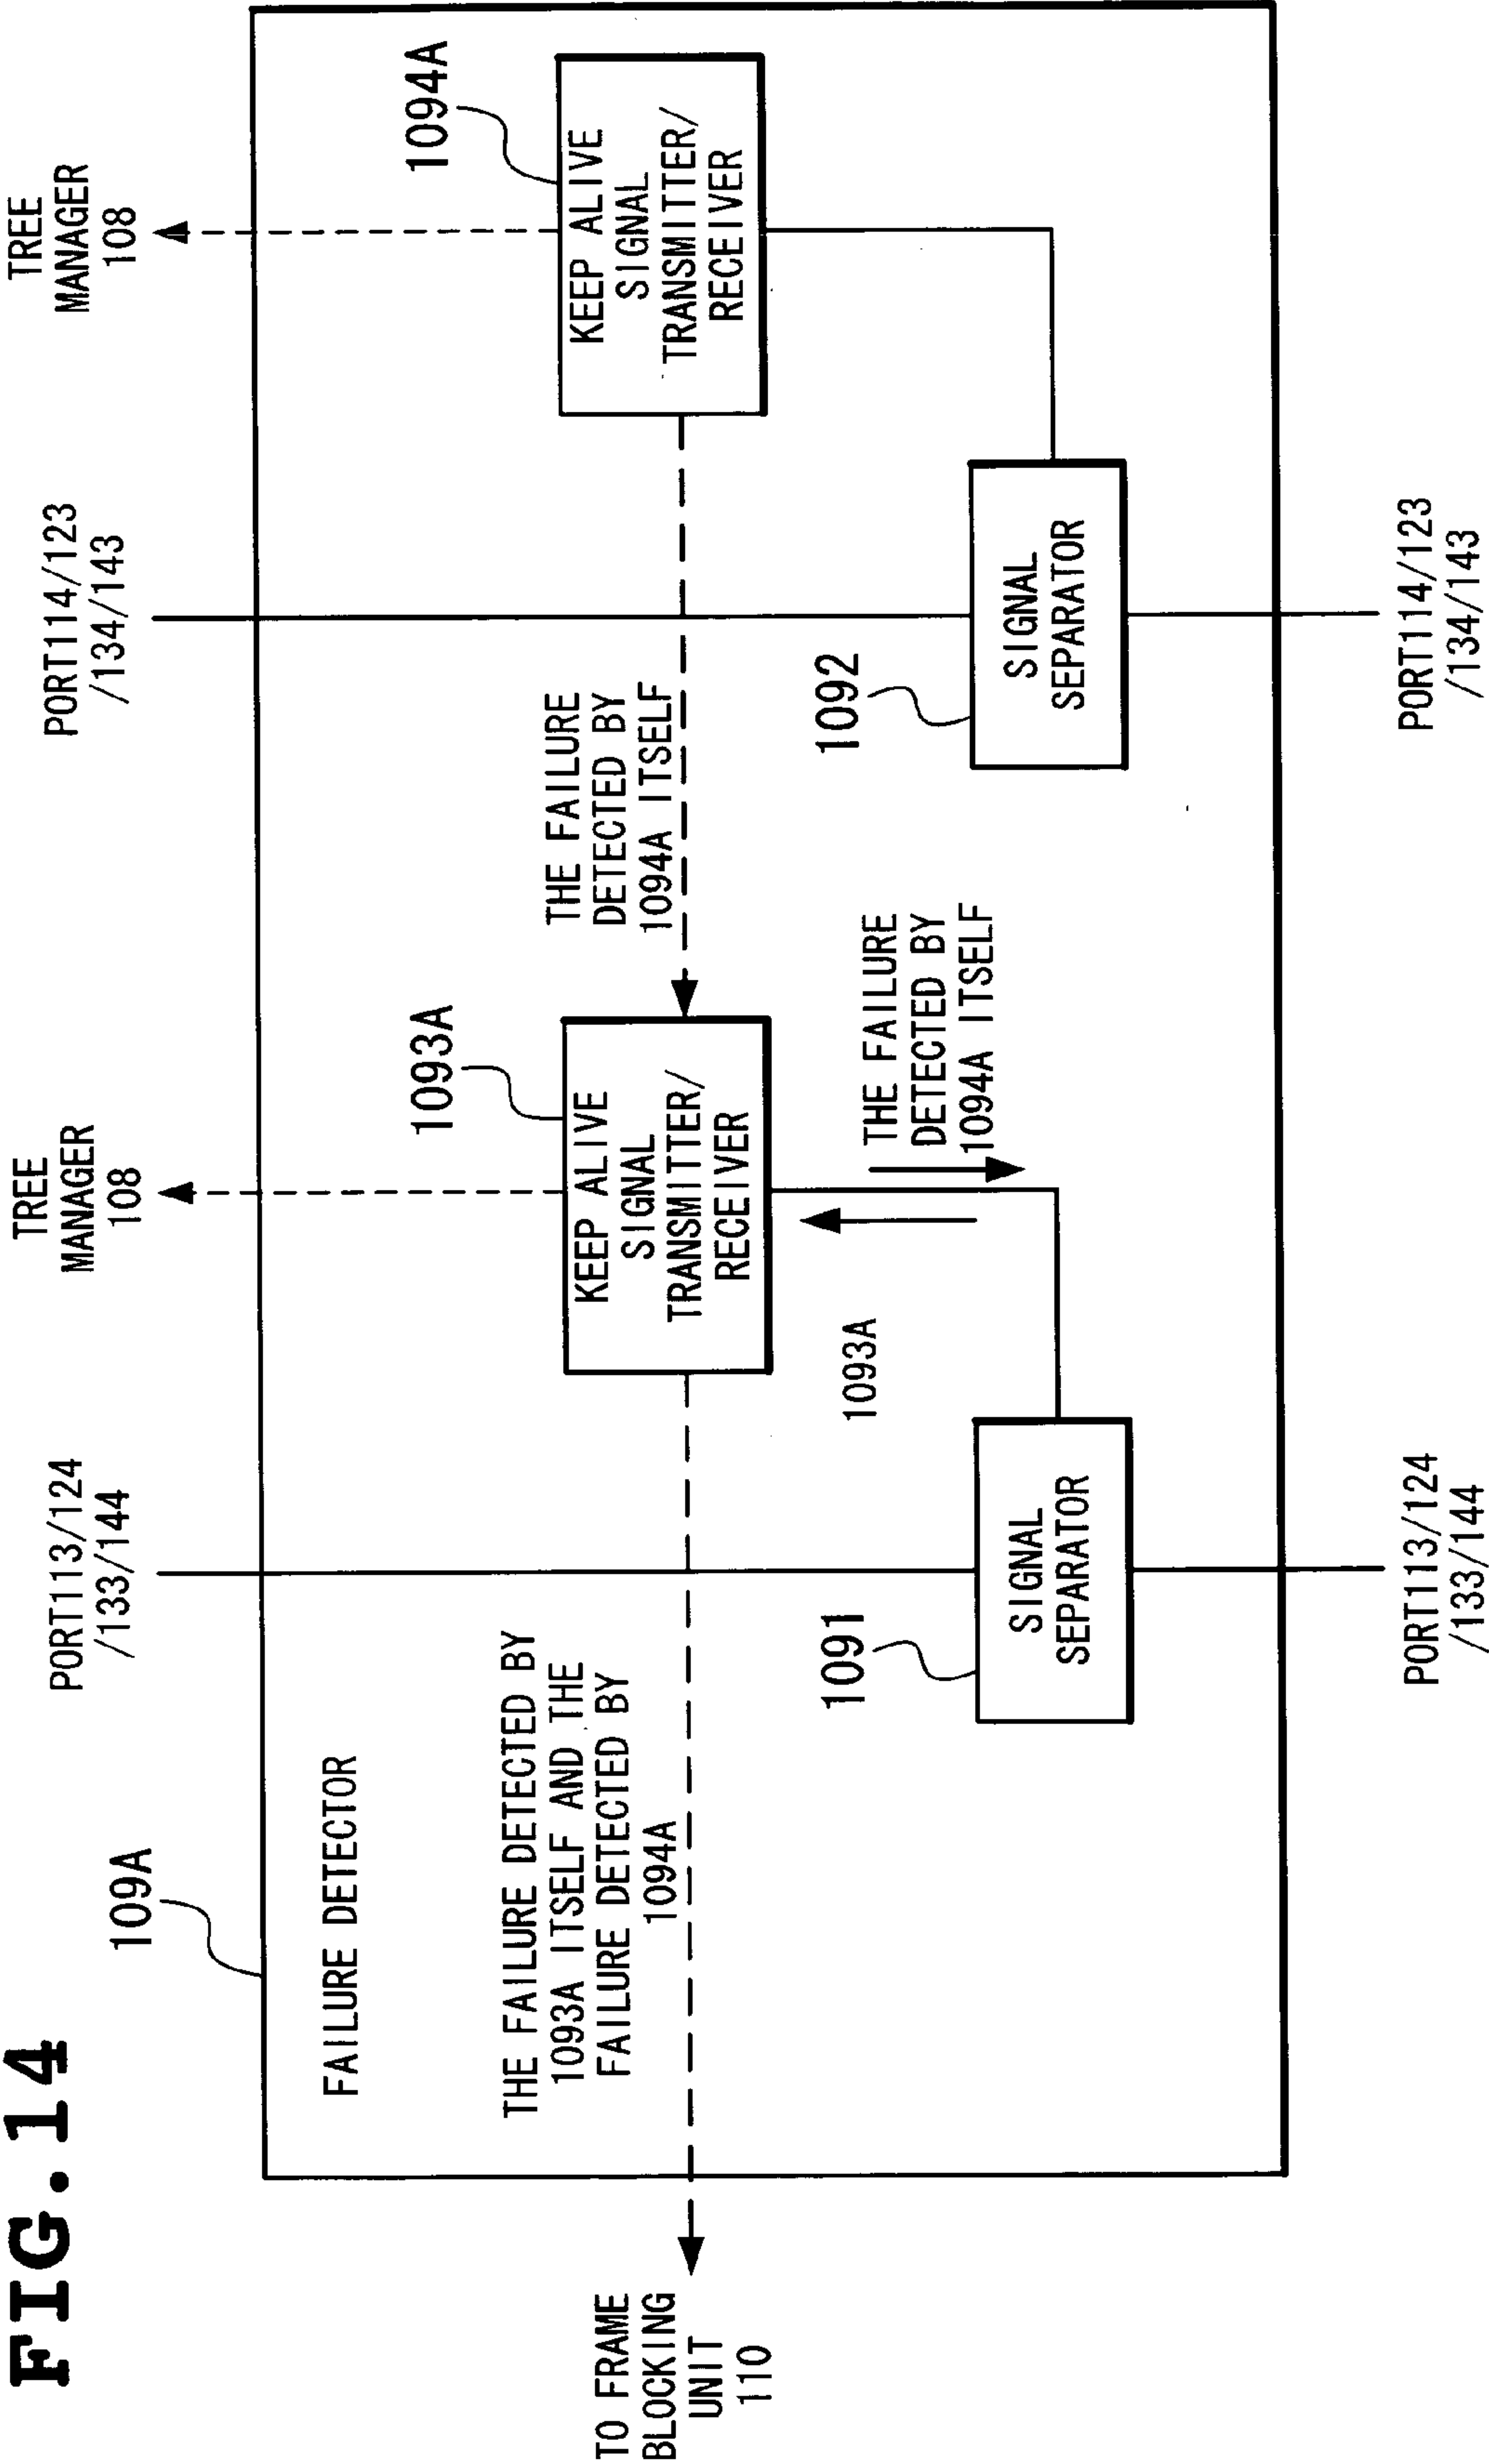 FIG.14
109A
FAILURE DETECTOR
PORT113/124
/133/144
TREE
MANAGER
108
PORT114/123
/134/143
TREE
MANAGER
108
THE FAILURE DETECTED BY
1093A ITSELF AND THE
FAILURE DETECTED BY
1094A
TO FRAME
BLOCKING
UNIT
110
1093A
KEEP ALIVE
SIGNAL
TRANSMITTER/
RECEIVER
THE FAILURE
DETECTED BY
1094A ITSELF
1094A
KEEP ALIVE
SIGNAL
TRANSMITTER/
RECEIVER
1093A
THE FAILURE
DETECTED BY
1094A ITSELF
1091
SIGNAL
SEPARATOR
1092
SIGNAL
SEPARATOR
PORT113/124
/133/144
PORT114/123
/134/143